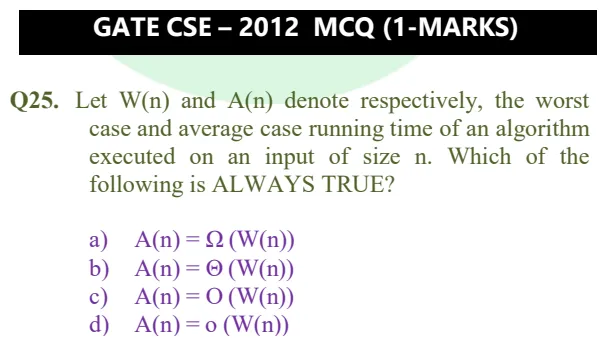 GATE CSE – 2012 MCQ (1-MARKS)
Q25. Let W(n) and A(n) denote respectively, the worst
case and average case running time of an algorithm
executed on an input of size n. Which of the
following is ALWAYS TRUE?
a) A(n) = Ω (W(n))
b) A(n) = Θ (W(n))
c) A(n) = O (W(n))
d) A(n) = o (W(n))